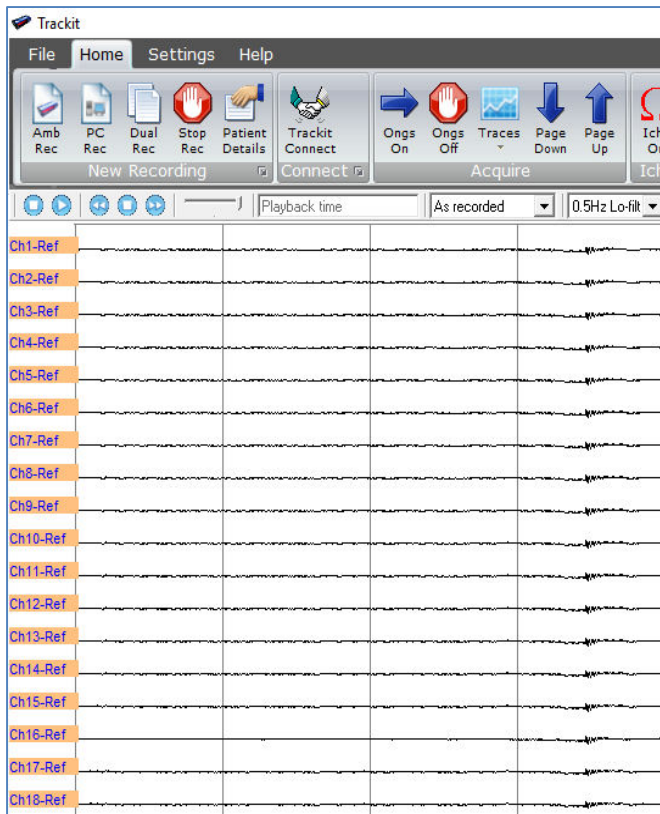 Trackit
File Home Settings Help
Amb Rec
PC Rec
Dual Rec
Stop Rec
Patient Details
Trackit Connect
Ongs On
Ongs Off
Traces
Page Down
Page Up
New Recording
Connect
Acquire
Playback time
As recorded
0.5Hz Lo-filt
Ch1-Ref
Ch2-Ref
Ch3-Ref
Ch4-Ref
Ch5-Ref
Ch6-Ref
Ch7-Ref
Ch8-Ref
Ch9-Ref
Ch10-Ref
Ch11-Ref
Ch12-Ref
Ch13-Ref
Ch14-Ref
Ch15-Ref
Ch16-Ref
Ch17-Ref
Ch18-Ref